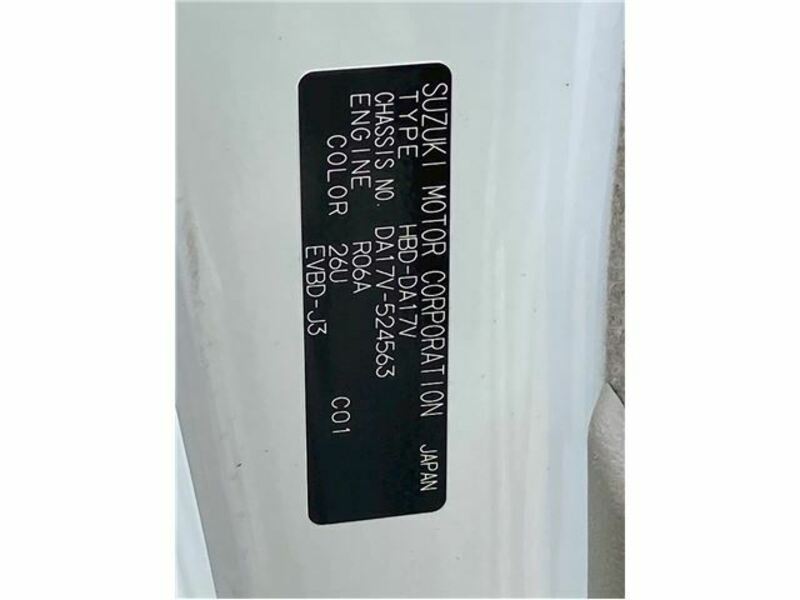 SUZUKI MOTOR CORPORATION JAPAN
TYPE HBD-DA17V
CHASSIS NO. DA17V-524563
ENGINE R06A
COLOR 26U C01
EVBD-J3